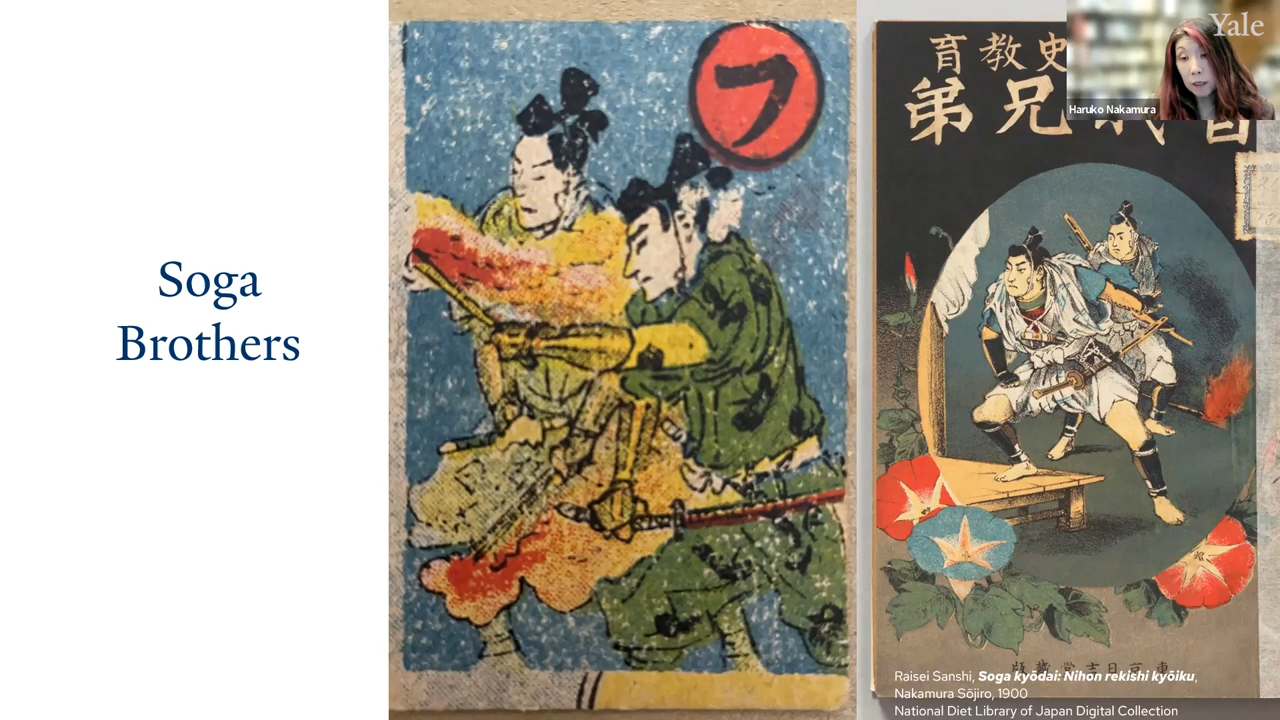 Soga
Brothers
フ
育教史
弟兄
Yale
Haruko Nakamura
Raisei Sanshi, Soga kyōdai: Nihon rekishi kyōiku,
Nakamura Sōjiro, 1900
National Diet Library of Japan Digital Collection